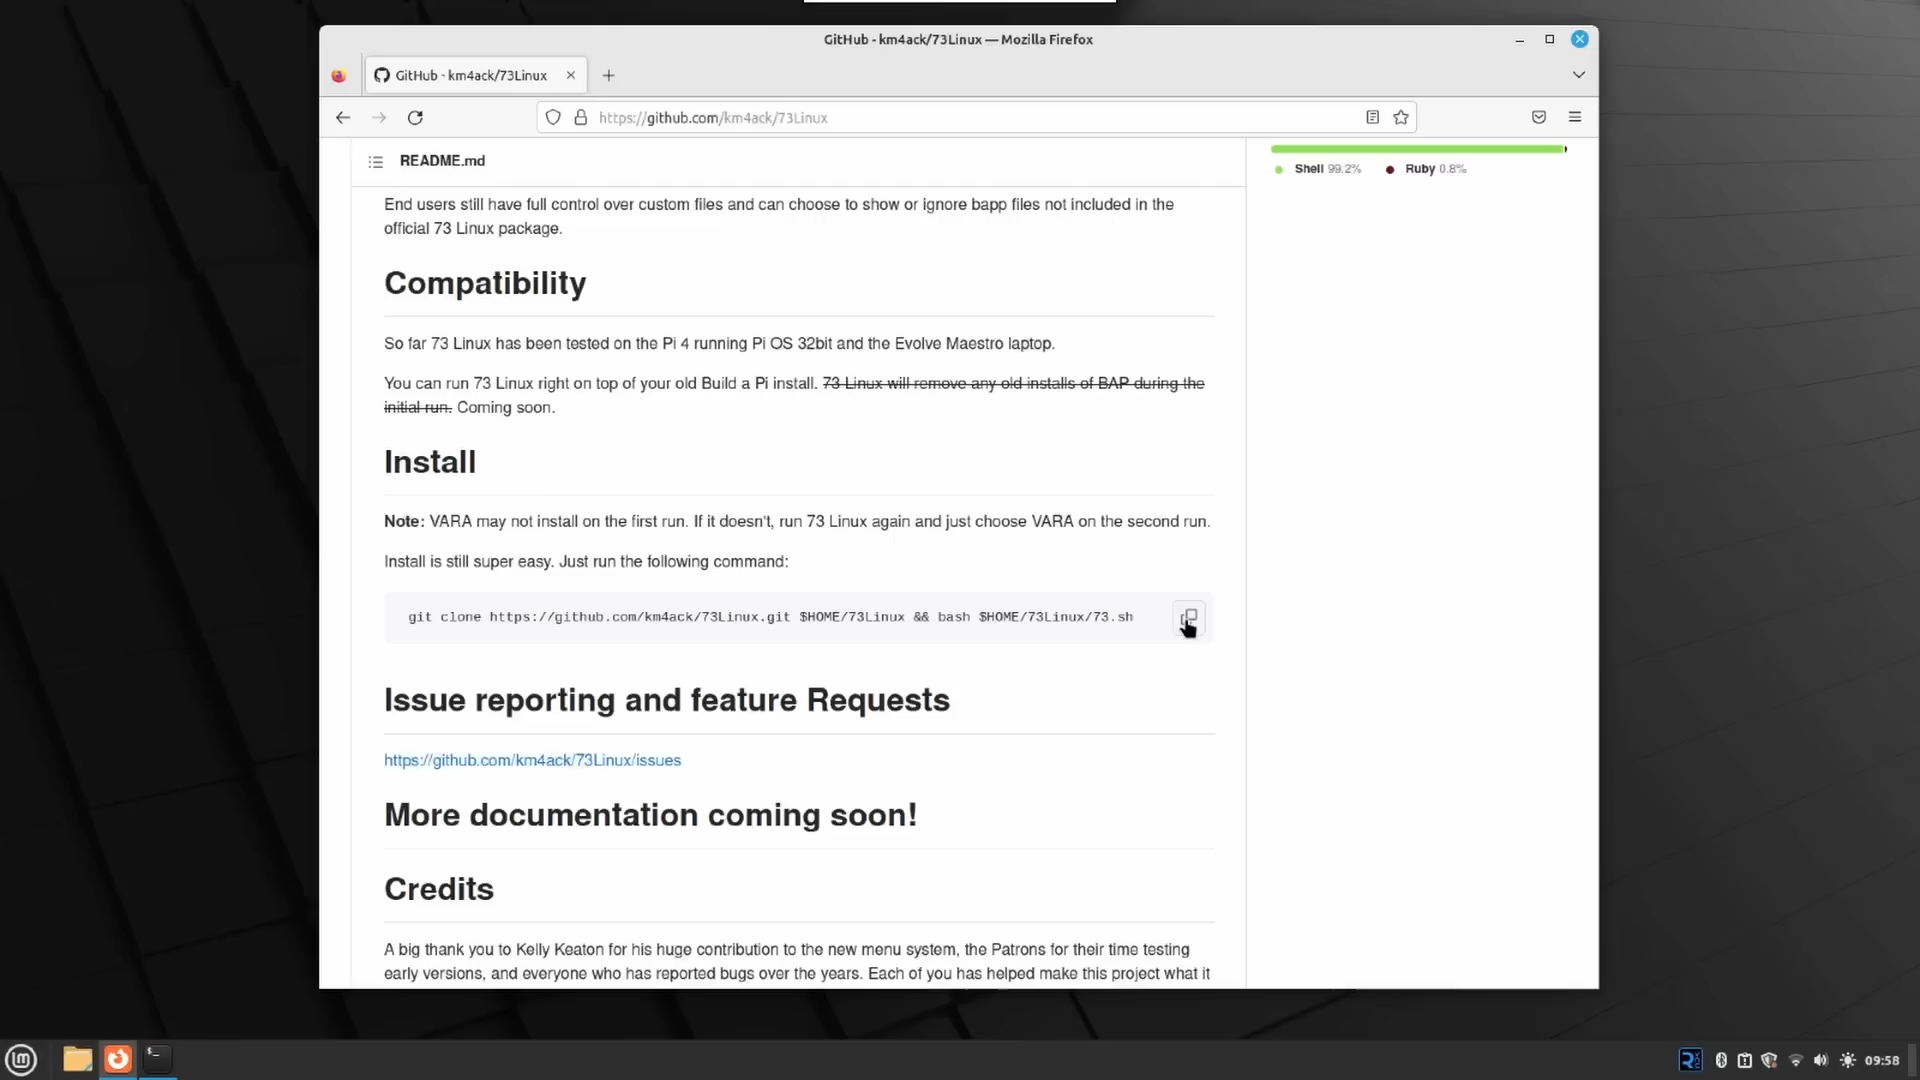 GitHub - km4ack/73Linux — Mozilla Firefox
GitHub - km4ack/73Linux
https://github.com/km4ack/73Linux
README.md
Shell 99.2% Ruby 0.8%
End users still have full control over custom files and can choose to show or ignore bapp files not included in the
official 73 Linux package.
Compatibility
So far 73 Linux has been tested on the Pi 4 running Pi OS 32bit and the Evolve Maestro laptop.
You can run 73 Linux right on top of your old Build a Pi install. 73 Linux will remove any old installs of BAP during the
initial run. Coming soon.
Install
Note: VARA may not install on the first run. If it doesn't, run 73 Linux again and just choose VARA on the second run.
Install is still super easy. Just run the following command:
git clone https://github.com/km4ack/73Linux.git $HOME/73Linux && bash $HOME/73Linux/73.sh
Issue reporting and feature Requests
https://github.com/km4ack/73Linux/issues
More documentation coming soon!
Credits
A big thank you to Kelly Keaton for his huge contribution to the new menu system, the Patrons for their time testing
early versions, and everyone who has reported bugs over the years. Each of you has helped make this project what it
09:58